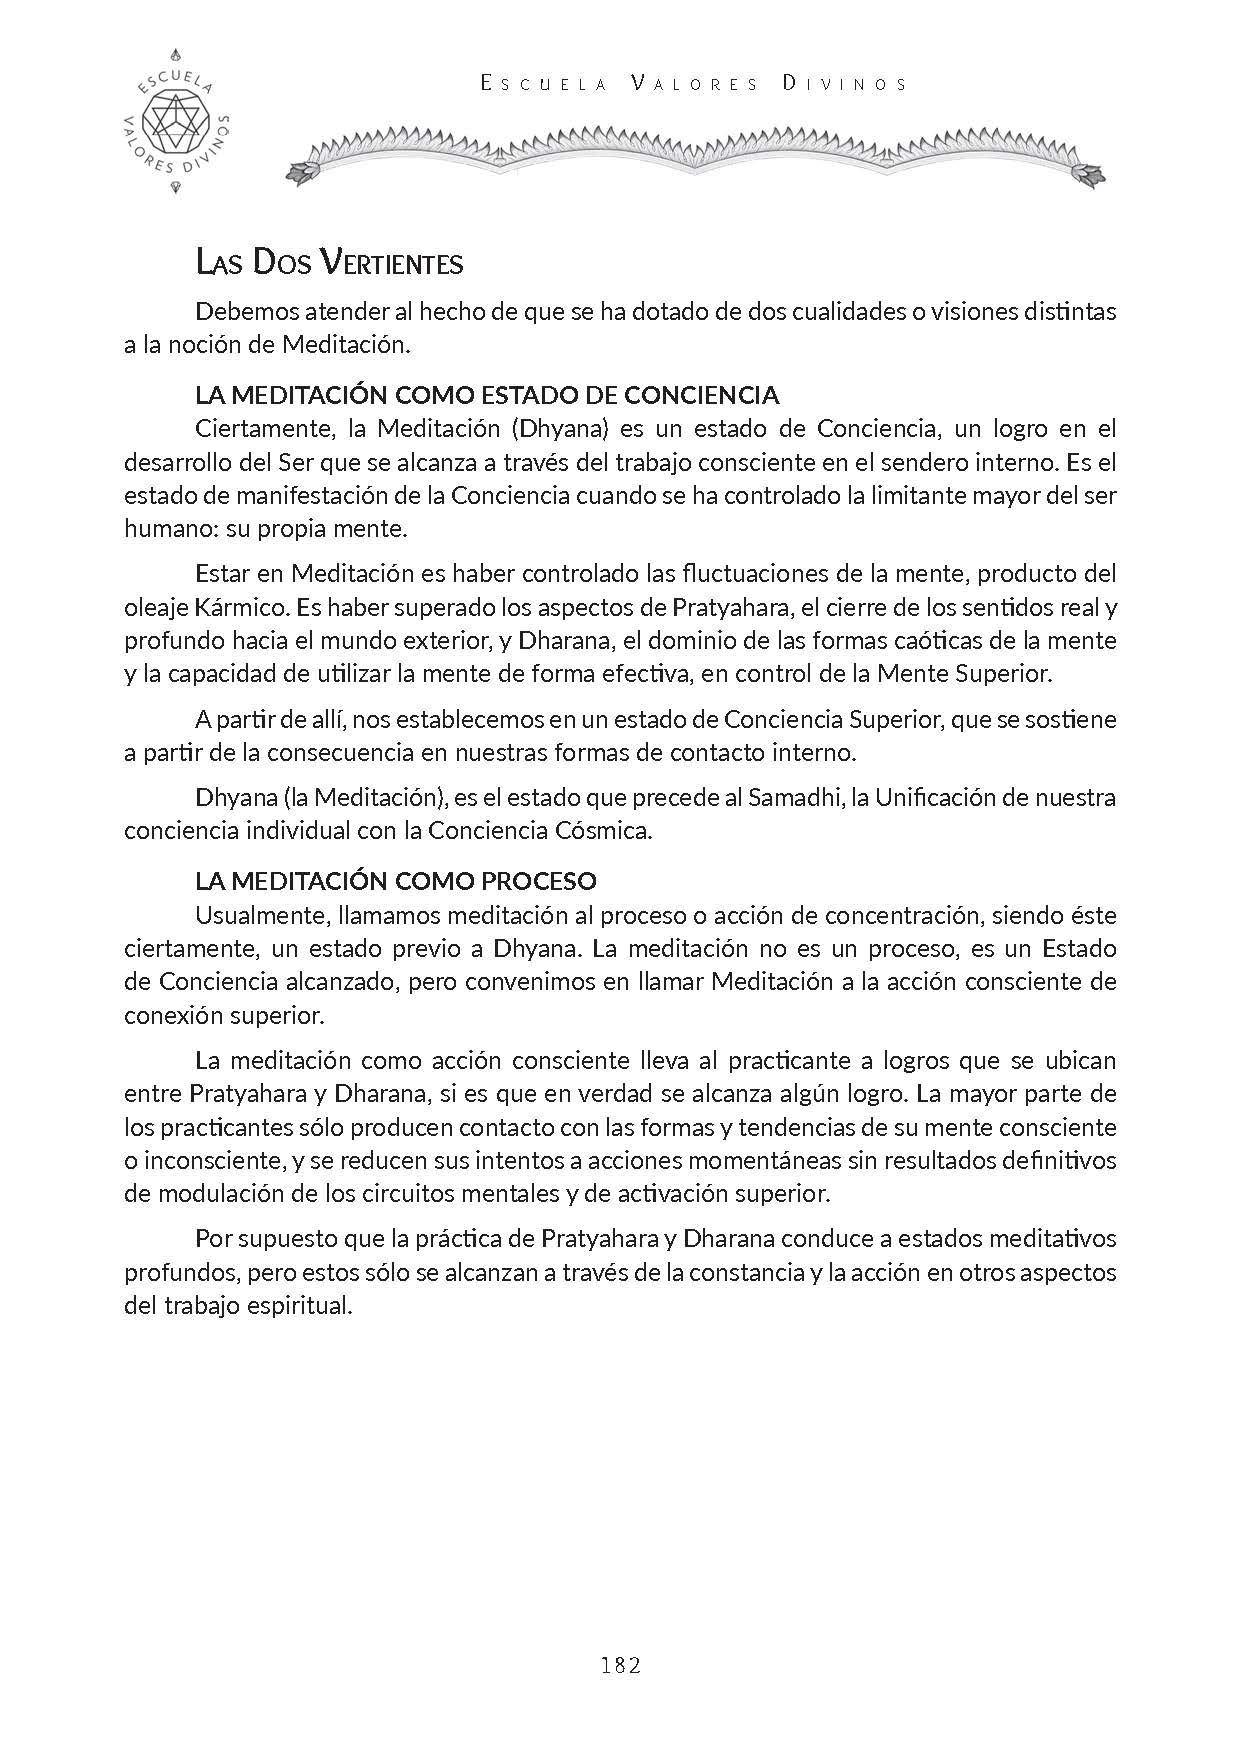 ESCUELA VALORES DIVINOS
ESCUELA VALORES DIVINOS
LAS DOS VERTIENTES
Debemos atender al hecho de que se ha dotado de dos cualidades o visiones distintas
a la noción de Meditación.
LA MEDITACIÓN COMO ESTADO DE CONCIENCIA
Ciertamente, la Meditación (Dhyana) es un estado de Conciencia, un logro en el
desarrollo del Ser que se alcanza a través del trabajo consciente en el sendero interno. Es el
estado de manifestación de la Conciencia cuando se ha controlado la limitante mayor del ser
humano: su propia mente.
Estar en Meditación es haber controlado las fluctuaciones de la mente, producto del
oleaje Kármico. Es haber superado los aspectos de Pratyahara, el cierre de los sentidos real y
profundo hacia el mundo exterior, y Dharana, el dominio de las formas caóticas de la mente
y la capacidad de utilizar la mente de forma efectiva, en control de la Mente Superior.
A partir de allí, nos establecemos en un estado de Conciencia Superior, que se sostiene
a partir de la consecuencia en nuestras formas de contacto interno.
Dhyana (la Meditación), es el estado que precede al Samadhi, la Unificación de nuestra
conciencia individual con la Conciencia Cósmica.
LA MEDITACIÓN COMO PROCESO
Usualmente, llamamos meditación al proceso o acción de concentración, siendo éste
ciertamente, un estado previo a Dhyana. La meditación no es un proceso, es un Estado
de Conciencia alcanzado, pero convenimos en llamar Meditación a la acción consciente de
conexión superior.
La meditación como acción consciente lleva al practicante a logros que se ubican
entre Pratyahara y Dharana, si es que en verdad se alcanza algún logro. La mayor parte de
los practicantes sólo producen contacto con las formas y tendencias de su mente consciente
o inconsciente, y se reducen sus intentos a acciones momentáneas sin resultados definitivos
de modulación de los circuitos mentales y de activación superior.
Por supuesto que la práctica de Pratyahara y Dharana conduce a estados meditativos
profundos, pero estos sólo se alcanzan a través de la constancia y la acción en otros aspectos
del trabajo espiritual.
182